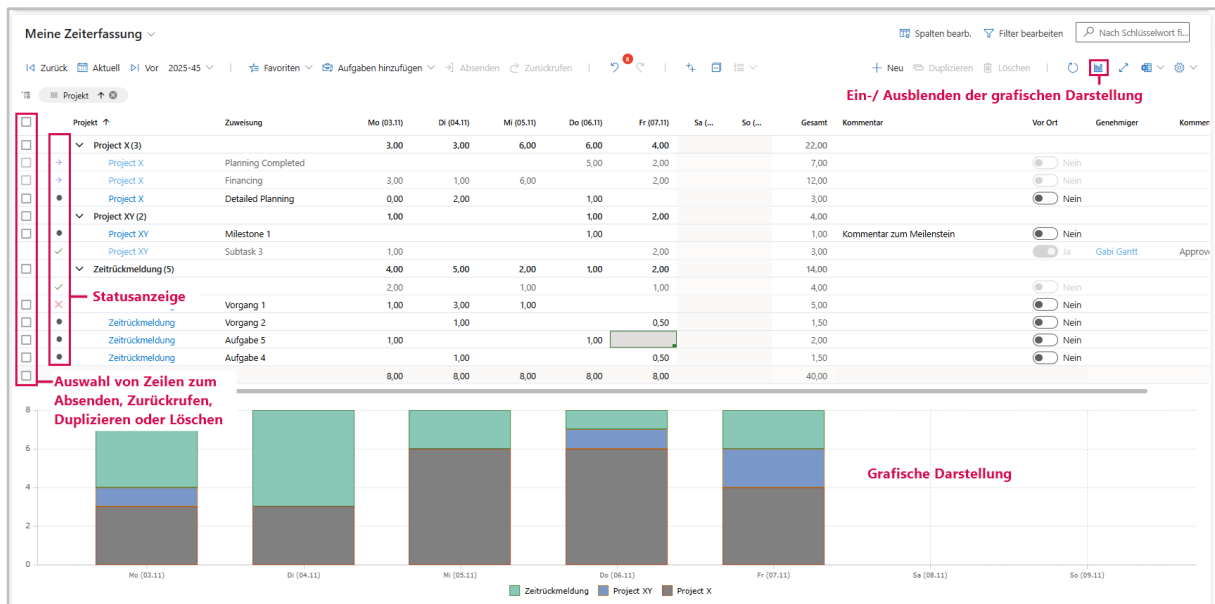 Meine Zeiterfassung
Spalten bearb. Filter bearbeiten Nach Schlüsselwort fi...
Zurück Aktuell Vor 2025-45 Favoriten Aufgaben hinzufügen Absenden Zurückrufen 8 Neu Duplizieren Löschen
Projekt
Ein-/ Ausblenden der grafischen Darstellung
Projekt Zuweisung Mo (03.11) Di (04.11) Mi (05.11) Do (06.11) Fr (07.11) Sa (... So (... Gesamt Kommentar Vor Ort Genehmiger Kommen
Project X (3) 3,00 3,00 6,00 6,00 4,00 22,00
Project X Planning Completed 5,00 2,00 7,00 Nein
Project X Financing 3,00 1,00 6,00 2,00 12,00 Nein
Project X Detailed Planning 0,00 2,00 1,00 3,00 Nein
Project XY (2) 1,00 1,00 2,00 4,00
Project XY Milestone 1 1,00 1,00 Kommentar zum Meilenstein Nein
Project XY Subtask 3 1,00 2,00 3,00 Ja Gabi Gantt Approv
Zeitrückmeldung (5) 4,00 5,00 2,00 1,00 2,00 14,00
2,00 1,00 1,00 4,00 Nein
Statusanzeige
Vorgang 1 1,00 3,00 1,00 5,00 Nein
Zeitrückmeldung Vorgang 2 1,00 0,50 1,50 Nein
Zeitrückmeldung Aufgabe 5 1,00 1,00 2,00 Nein
Zeitrückmeldung Aufgabe 4 1,00 0,50 1,50 Nein
8,00 8,00 8,00 8,00 8,00 40,00
Auswahl von Zeilen zum
Absenden, Zurückrufen,
Duplizieren oder Löschen
8
6
Grafische Darstellung
4
2
0
Mo (03.11) Di (04.11) Mi (05.11) Do (06.11) Fr (07.11) Sa (08.11) So (09.11)
Zeitrückmeldung Project XY Project X